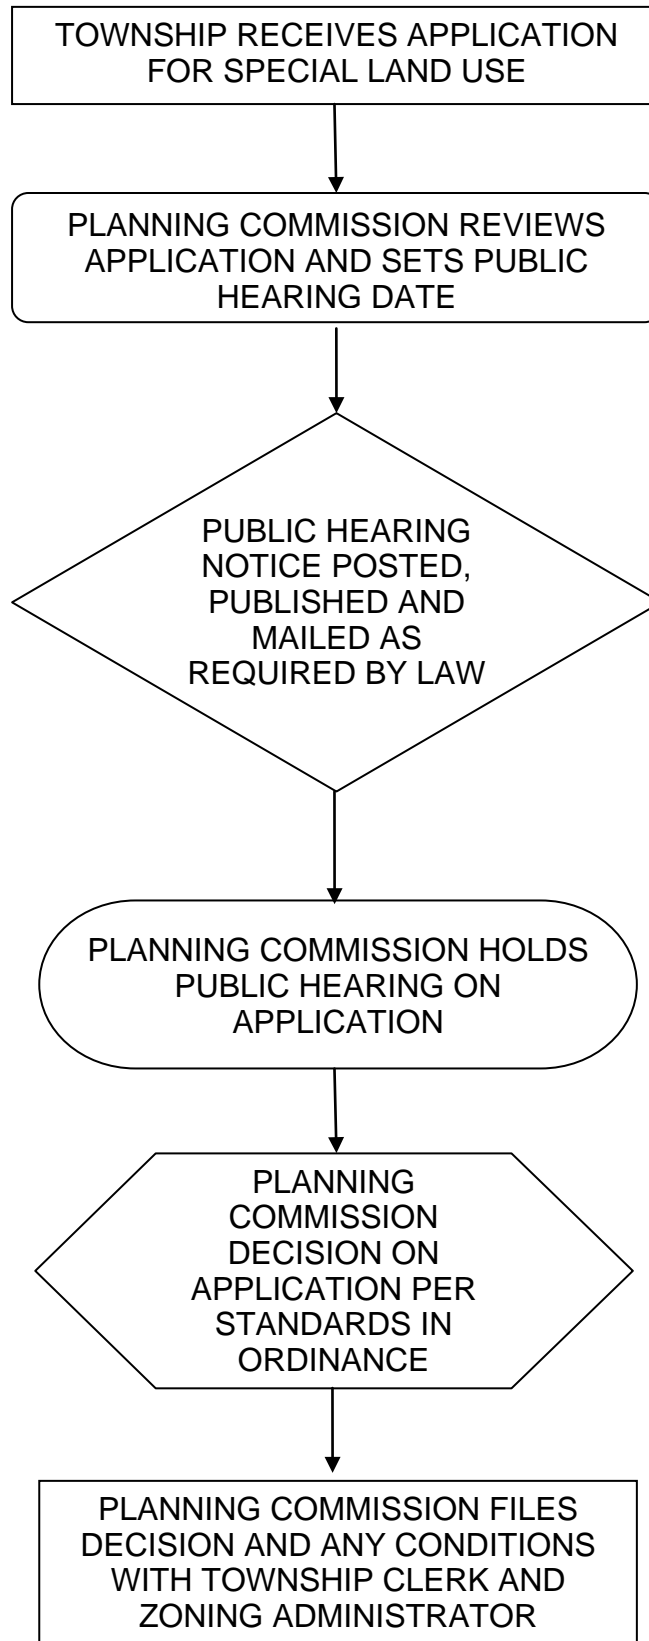 TOWNSHIP RECEIVES APPLICATION
FOR SPECIAL LAND USE
PLANNING COMMISSION REVIEWS
APPLICATION AND SETS PUBLIC
HEARING DATE
PUBLIC HEARING
NOTICE POSTED,
PUBLISHED AND
MAILED AS
REQUIRED BY LAW
PLANNING COMMISSION HOLDS
PUBLIC HEARING ON
APPLICATION
PLANNING
COMMISSION
DECISION ON
APPLICATION PER
STANDARDS IN
ORDINANCE
PLANNING COMMISSION FILES
DECISION AND ANY CONDITIONS
WITH TOWNSHIP CLERK AND
ZONING ADMINISTRATOR